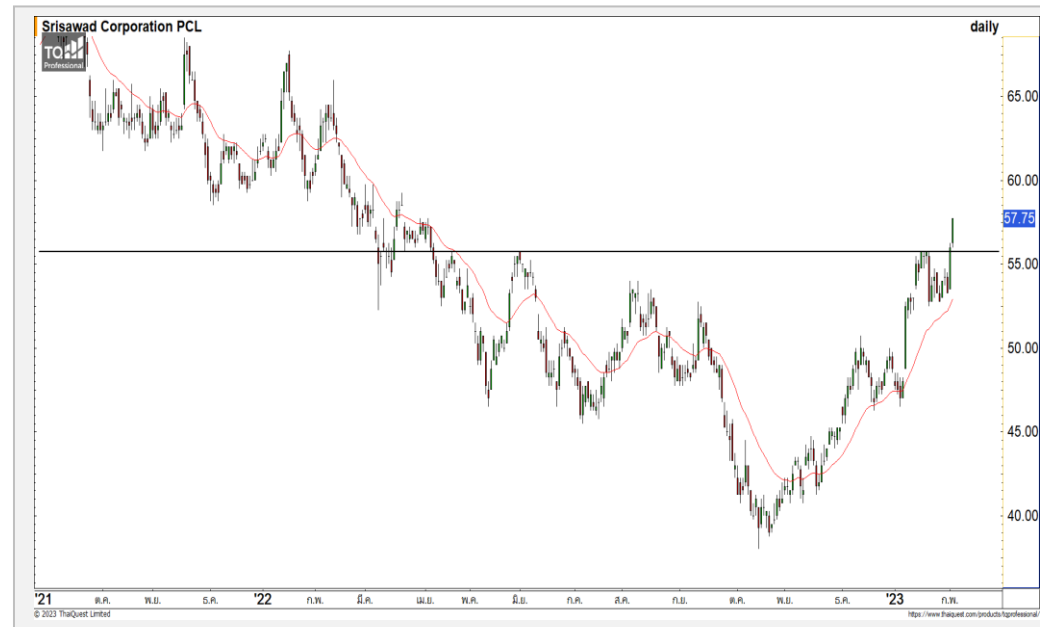 Srisawad Corporation PCL daily
TQ
Professional
65.00
60.00
57.75
55.00
50.00
45.00
40.00
'21 ต.ค. พ.ย. ธ.ค. '22 ก.พ. มี.ค. เม.ย. พ.ค. มิ.ย. ก.ค. ส.ค. ก.ย. ต.ค. พ.ย. ธ.ค. '23 ก.พ.
© 2023 ThaiQuest Limited https://www.thaiquest.com/products/tqprofessional/